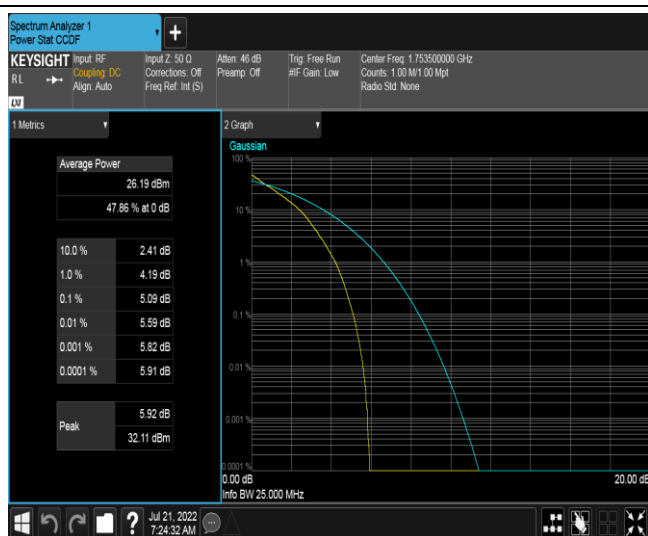 Spectrum Analyzer 1
Power Stat CCDF
+
KEYSIGHT
RL
LXI
Input: RF
Coupling: DC
Align: Auto
Input Z: 50 Ω
Corrections: Off
Freq Ref: Int (S)
Atten: 46 dB
Preamp: Off
Trig: Free Run
#IF Gain: Low
Center Freq: 1.753500000 GHz
Counts: 1.00 M/1.00 Mpt
Radio Std: None
1 Metrics
Average Power
26.19 dBm
47.86 % at 0 dB
10.0 % 2.41 dB
1.0 % 4.19 dB
0.1 % 5.09 dB
0.01 % 5.59 dB
0.001 % 5.82 dB
0.0001 % 5.91 dB
Peak
5.92 dB
32.11 dBm
2 Graph
Gaussian
100 %
10 %
1 %
0.1 %
0.01 %
0.001 %
0.0001 %
0.00 dB 20.00 dB
Info BW 25.000 MHz
?
Jul 21, 2022
7:24:32 AM